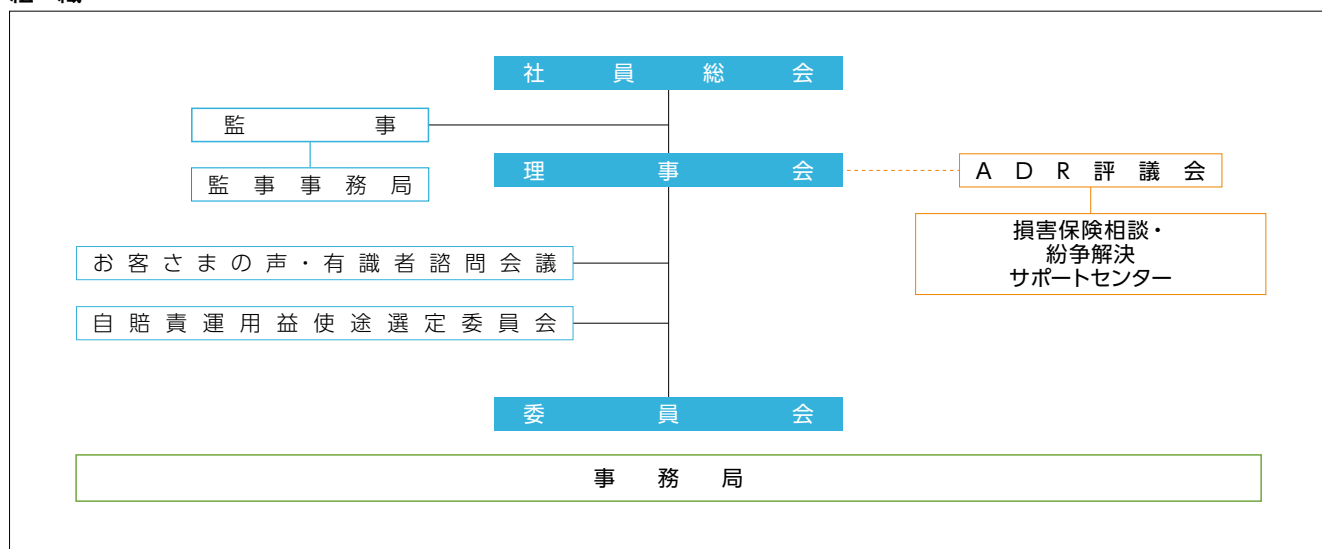 社員総会
監事
監事事務局
理事会
ADR評議会
損害保険相談・
紛争解決
サポートセンター
お客さまの声・有識者諮問会議
自賠責運用益使途選定委員会
委員会
事務局